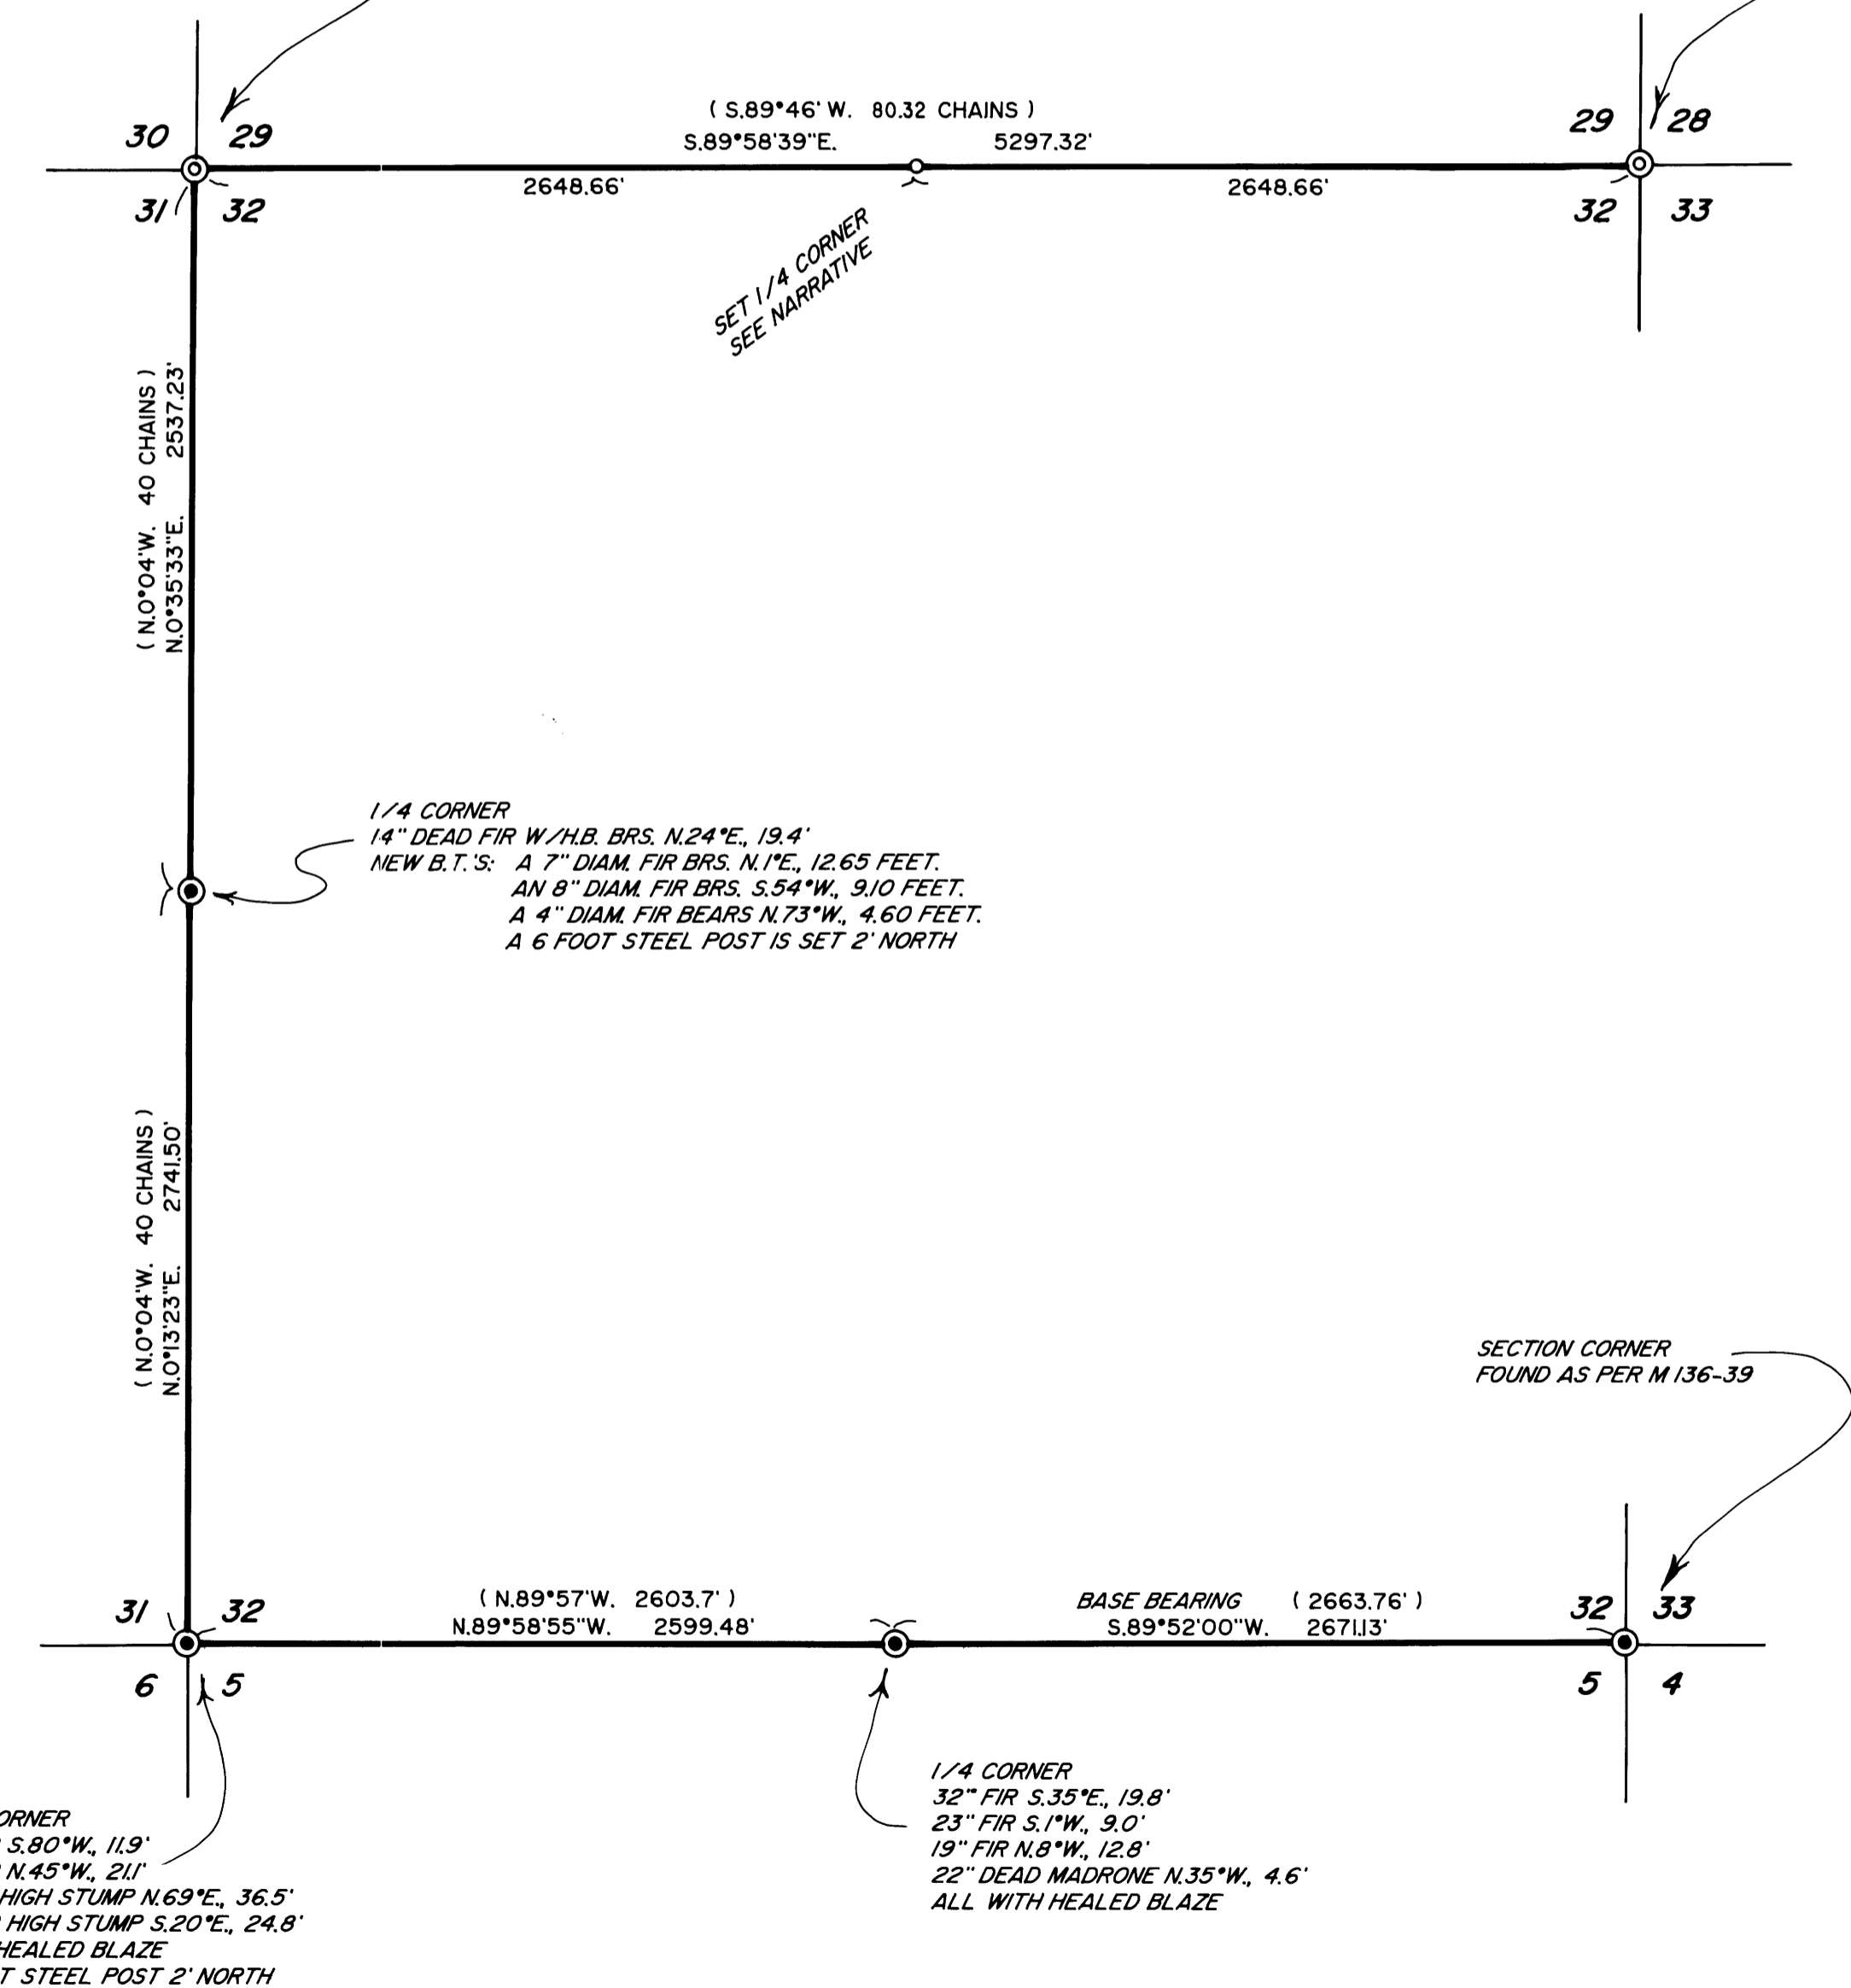 ( S.89°46' W. 80.32 CHAINS )
S.89°58'39"E. 5297.32'
30 29
29 28
2648.66'
2648.66'
31 32
32 33
SET 1/4 CORNER
SEE NARRATIVE
( N.0°04'W. 40 CHAINS )
N.0°35'33"E. 2537.23'
1/4 CORNER
14" DEAD FIR W/H.B. BRS. N.24°E., 19.4'
NEW B.T.'S: A 7" DIAM. FIR BRS. N.1°E., 12.65 FEET.
AN 8" DIAM. FIR BRS. S.54°W., 9.10 FEET.
A 4" DIAM. FIR BEARS N.73°W., 4.60 FEET.
A 6 FOOT STEEL POST IS SET 2' NORTH
( N.0°04'W. 40 CHAINS )
N.0°13'23"E. 2741.50'
SECTION CORNER
FOUND AS PER M 136-39
31 32
( N.89°57'W. 2603.7' )
N.89°58'55"W. 2599.48'
BASE BEARING ( 2663.76' )
S.89°52'00"W. 2671.13'
32 33
6 5
5 4
1/4 CORNER
32" FIR S.35°E., 19.8'
23" FIR S.1°W., 9.0'
19" FIR N.8°W., 12.8'
22" DEAD MADRONE N.35°W., 4.6'
ALL WITH HEALED BLAZE
ORNER
S.80°W., 11.9'
N.45°W., 21.1'
HIGH STUMP N.69°E., 36.5'
HIGH STUMP S.20°E., 24.8'
HEALED BLAZE
T STEEL POST 2' NORTH